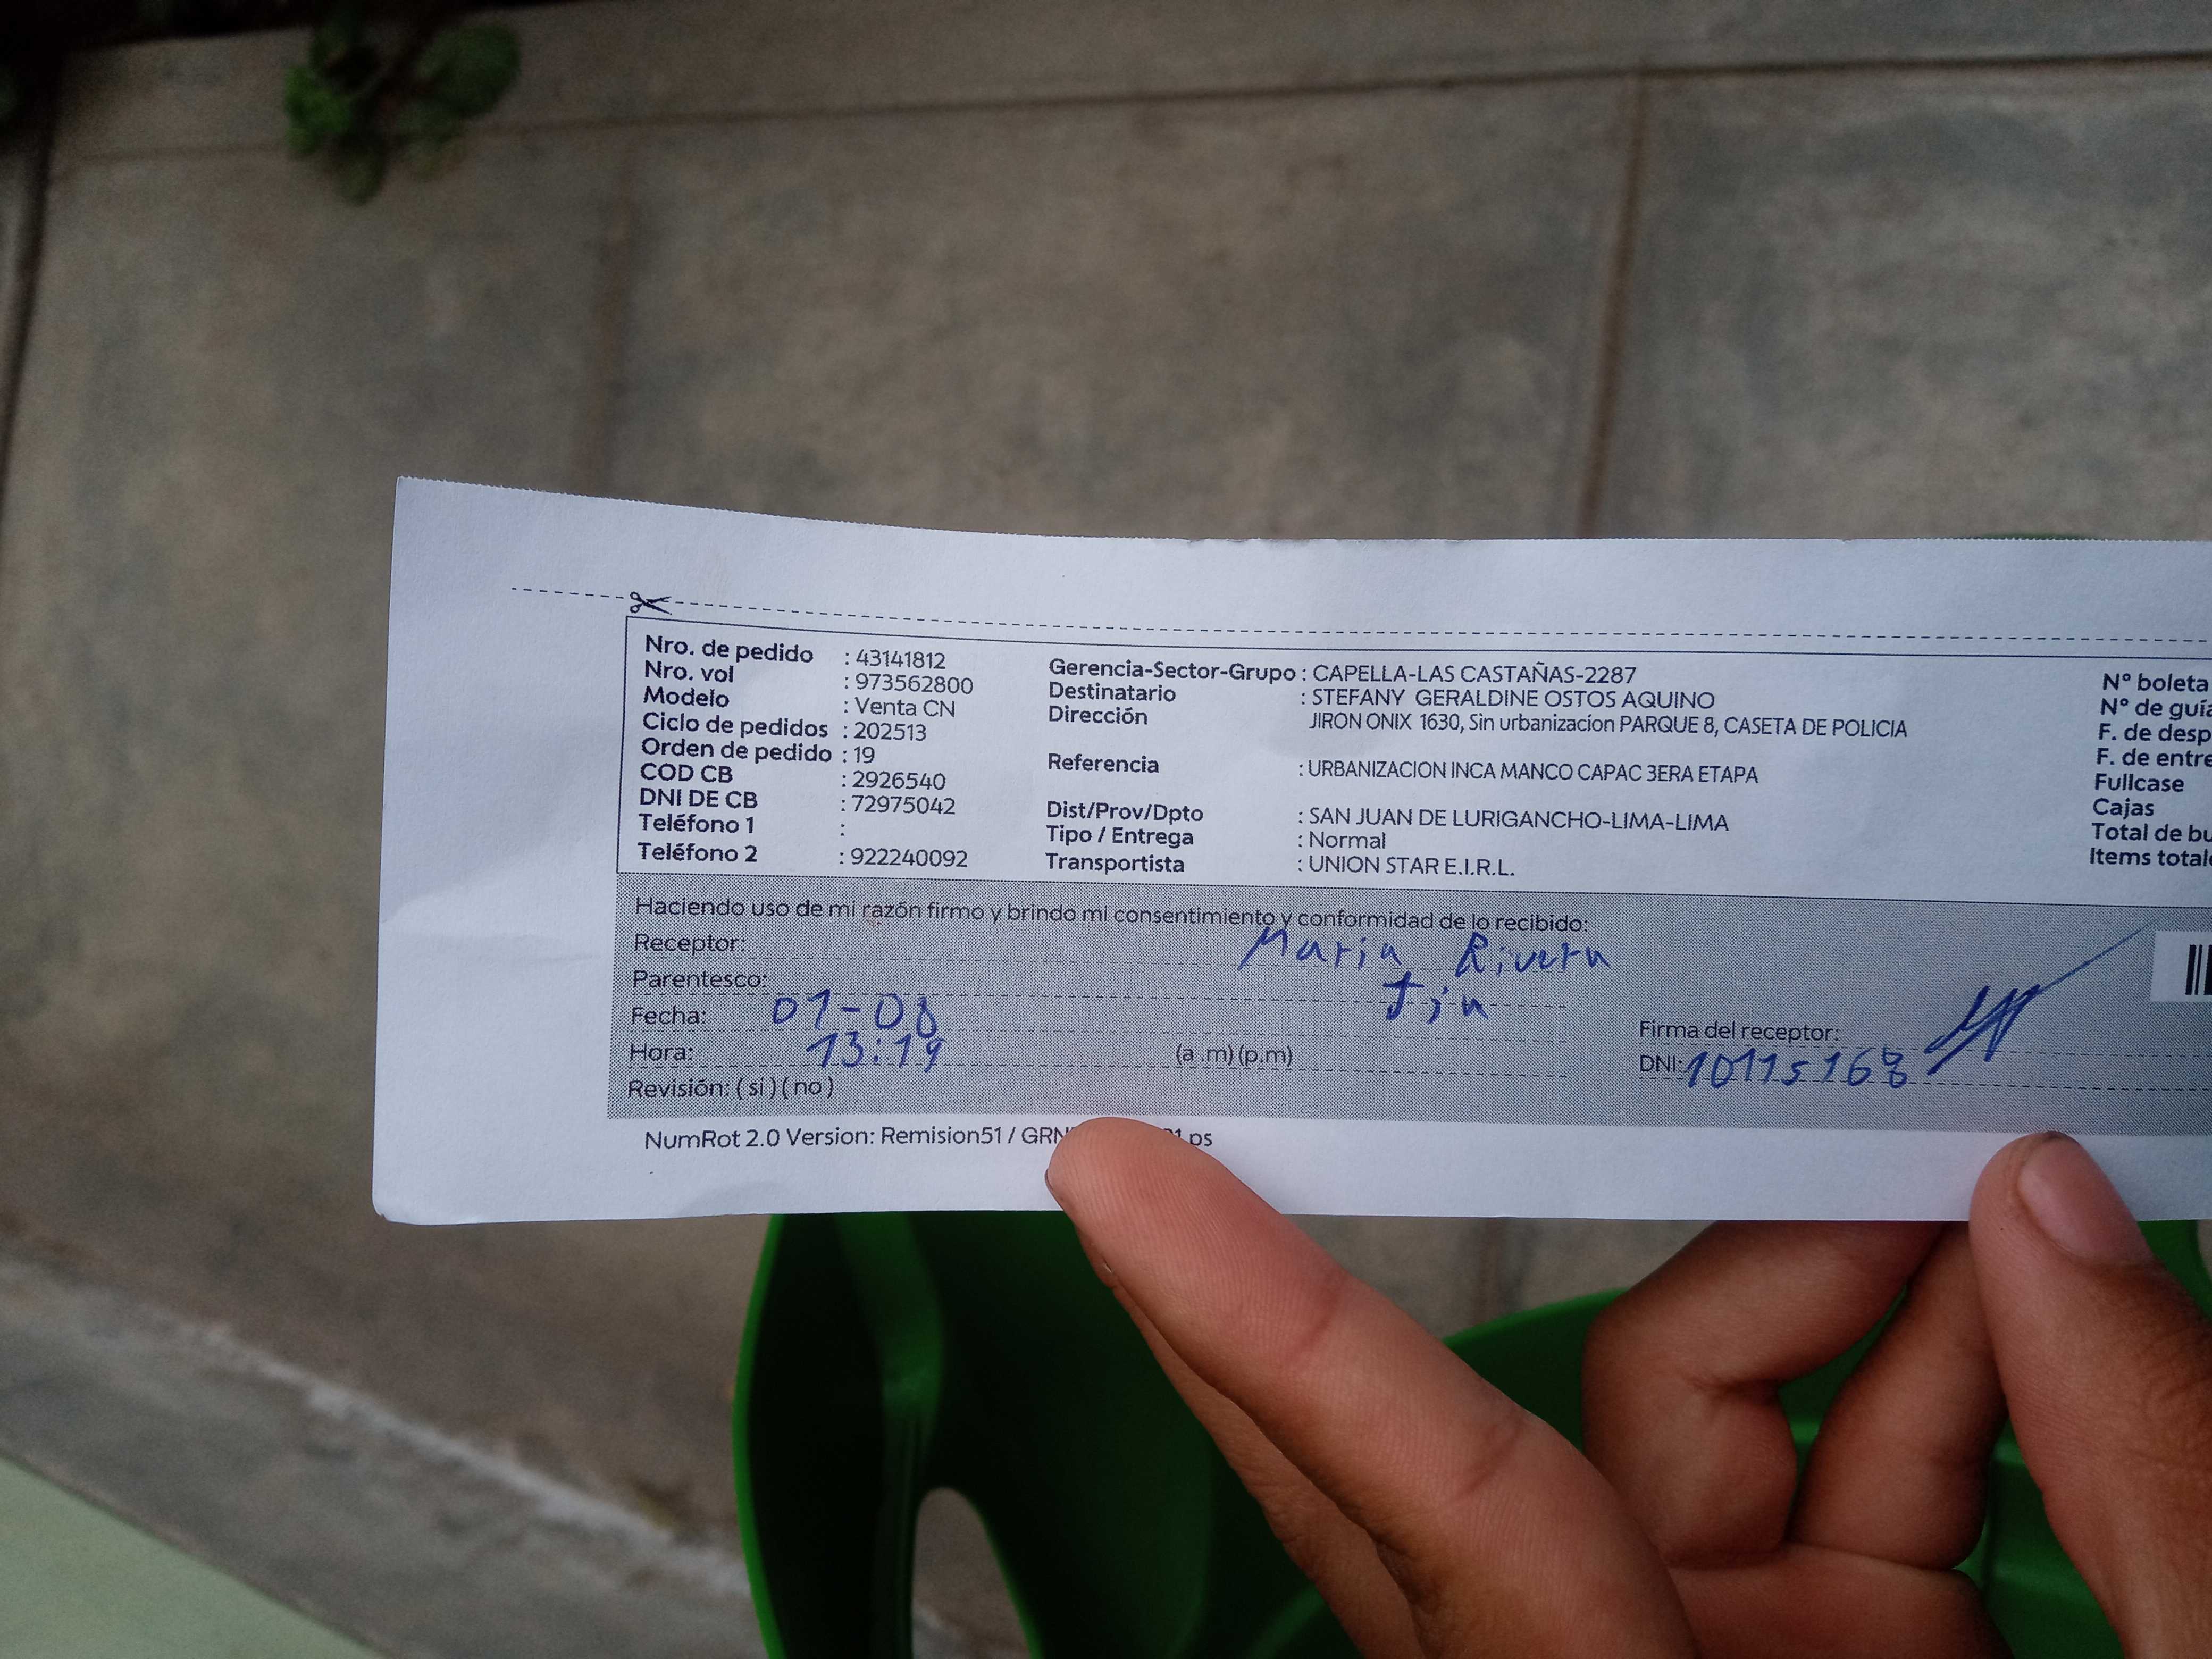 Nro. de pedido : 43141812
Nro. vol : 973562800
Modelo : Venta CN
Ciclo de pedidos : 202513
Orden de pedido : 19
COD CB : 2926540
DNI DE CB : 72975042
Teléfono 1 :
Teléfono 2 : 922240092
Gerencia-Sector-Grupo : CAPELLA-LAS CASTAÑAS-2287
Destinatario : STEFANY GERALDINE OSTOS AQUINO
Dirección JIRON ONIX 1630, Sin urbanizacion PARQUE 8, CASETA DE POLICIA
Referencia : URBANIZACION INCA MANCO CAPAC 3ERA ETAPA
Dist/Prov/Dpto : SAN JUAN DE LURIGANCHO-LIMA-LIMA
Tipo / Entrega : Normal
Transportista : UNION STAR E.I.R.L.
N° boleta
N° de guía
F. de desp
F. de entre
Fullcase
Cajas
Total de bu
Items total
Haciendo uso de mi razón firmo y brindo mi consentimiento y conformidad de lo recibido:
Receptor: Maria Rivera
Parentesco: Tia
Fecha: 01-08
Hora: 13:19 (a .m) (p.m)
Revisión: ( si ) ( no )
Firma del receptor:
DNI: 10115168
NumRot 2.0 Version: Remision51 / GRN 01.ps